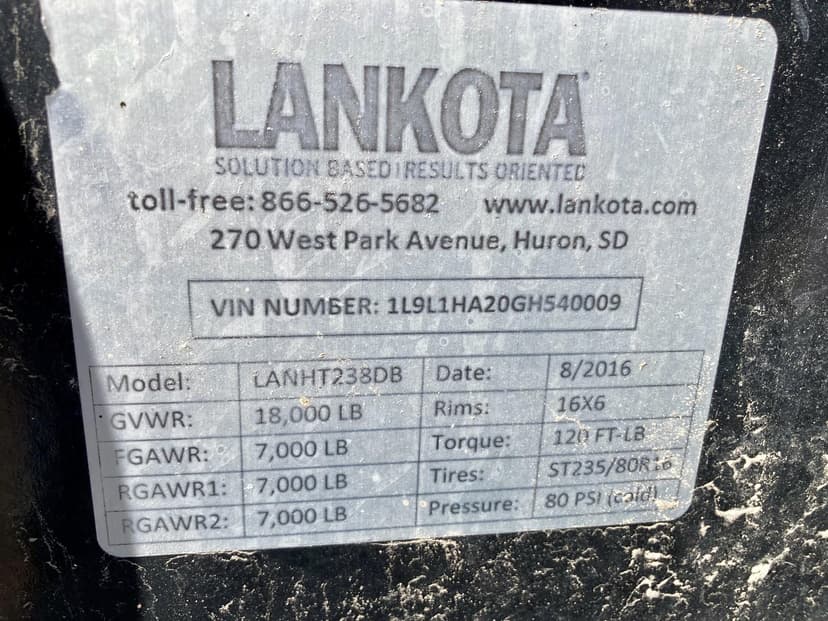 LANKOTA
SOLUTION BASED | RESULTS ORIENTED
toll-free: 866-526-5682 www.lankota.com
270 West Park Avenue, Huron, SD
VIN NUMBER: 1L9L1HA20GH540009
Model: LANHT238DB Date: 8/2016
GVWR: 18,000 LB Rims: 16X6
FGAWR: 7,000 LB Torque: 120 FT-LB
RGAWR1: 7,000 LB Tires: ST235/80R16
RGAWR2: 7,000 LB Pressure: 80 PSI (cold)